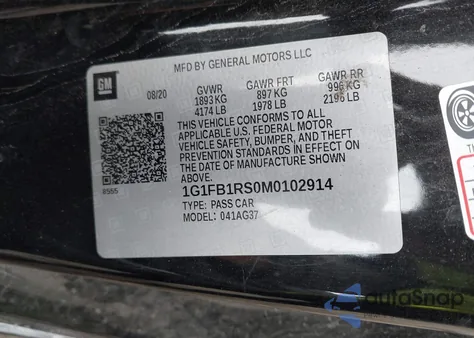 MFD BY GENERAL MOTORS LLC
GM
08/20
GVWR GAWR FRT GAWR RR
1893 KG 897 KG 996 KG
4174 LB 1978 LB 2196 LB
THIS VEHICLE CONFORMS TO ALL
APPLICABLE U.S. FEDERAL MOTOR
VEHICLE SAFETY, BUMPER, AND THEFT
PREVENTION STANDARDS IN EFFECT ON
THE DATE OF MANUFACTURE SHOWN
ABOVE.
1G1FB1RS0M0102914
TYPE: PASS CAR
MODEL: 041AG37
autoSnap